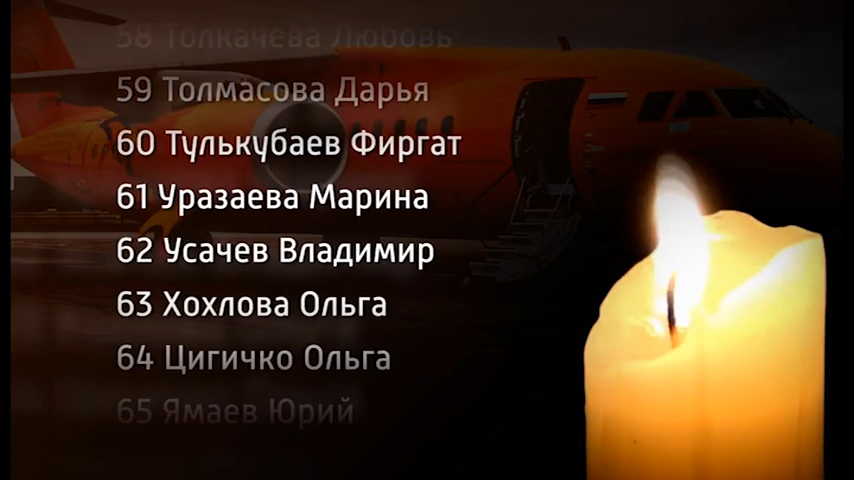 58 Толкачева Любовь
59 Толмасова Дарья
60 Тулькубаев Фиргат
61 Уразаева Марина
62 Усачев Владимир
63 Хохлова Ольга
64 Цигичко Ольга
65 Ямаев Юрий